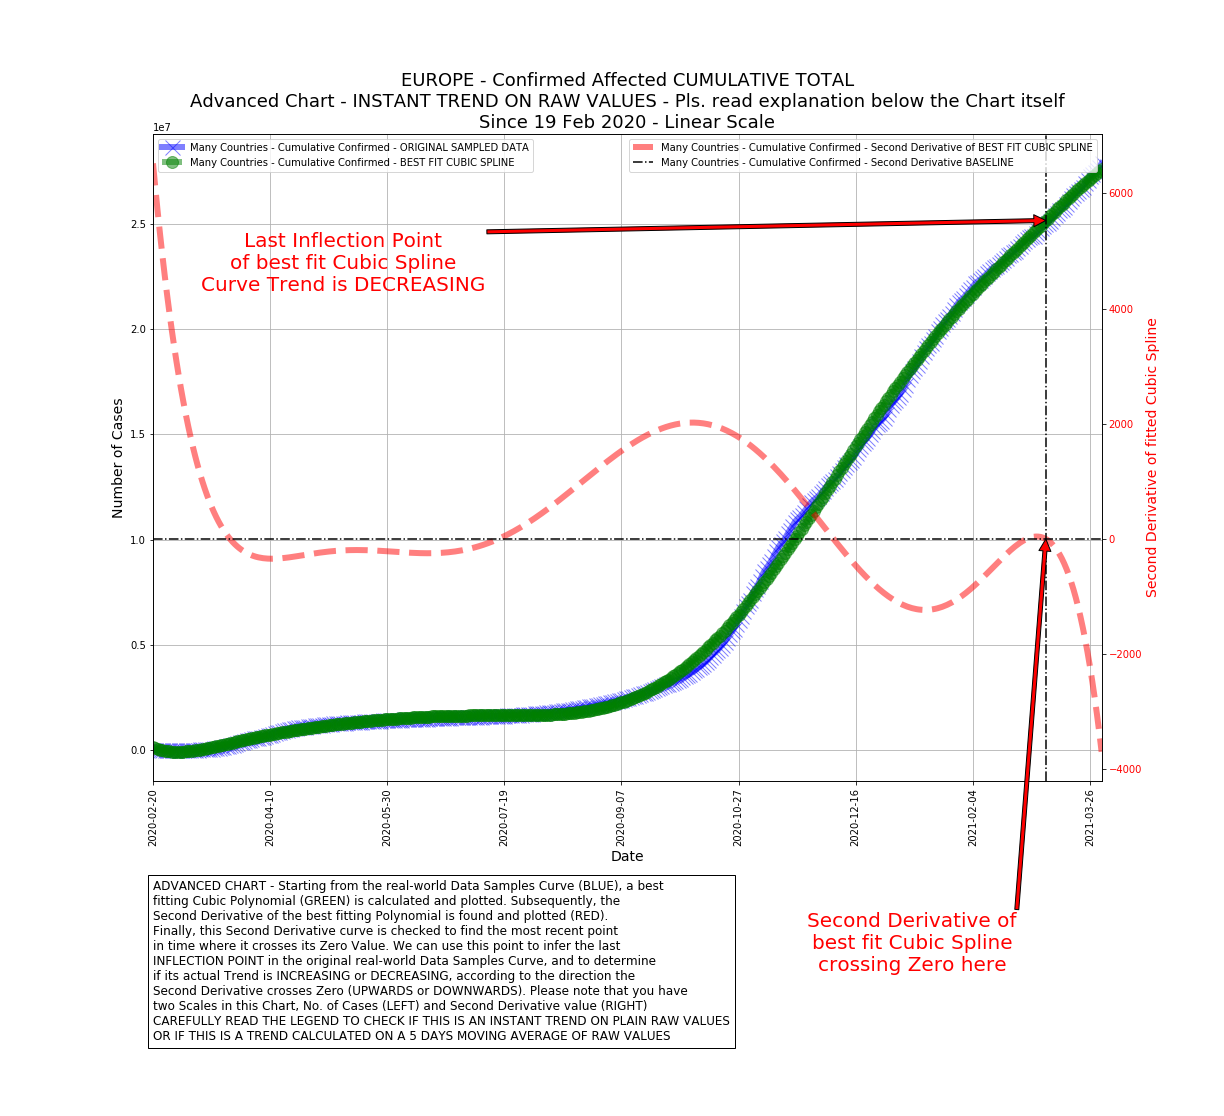 EUROPE - Confirmed Affected CUMULATIVE TOTAL
Advanced Chart - INSTANT TREND ON RAW VALUES - Pls. read explanation below the Chart itself
Since 19 Feb 2020 - Linear Scale
1e7
Many Countries - Cumulative Confirmed - ORIGINAL SAMPLED DATA
Many Countries - Cumulative Confirmed - BEST FIT CUBIC SPLINE
Many Countries - Cumulative Confirmed - Second Derivative of BEST FIT CUBIC SPLINE
Many Countries - Cumulative Confirmed - Second Derivative BASELINE
Last Inflection Point
of best fit Cubic Spline
Curve Trend is DECREASING
Number of Cases
2.5
2.0
1.5
1.0
0.5
0.0
6000
4000
2000
0
−2000
−4000
Second Derivative of fitted Cubic Spline
2020-02-20
2020-04-10
2020-05-30
2020-07-19
2020-09-07
2020-10-27
2020-12-16
2021-02-04
2021-03-26
Date
ADVANCED CHART - Starting from the real-world Data Samples Curve (BLUE), a best
fitting Cubic Polynomial (GREEN) is calculated and plotted. Subsequently, the
Second Derivative of the best fitting Polynomial is found and plotted (RED).
Finally, this Second Derivative curve is checked to find the most recent point
in time where it crosses its Zero Value. We can use this point to infer the last
INFLECTION POINT in the original real-world Data Samples Curve, and to determine
if its actual Trend is INCREASING or DECREASING, according to the direction the
Second Derivative crosses Zero (UPWARDS or DOWNWARDS). Please note that you have
two Scales in this Chart, No. of Cases (LEFT) and Second Derivative value (RIGHT)
CAREFULLY READ THE LEGEND TO CHECK IF THIS IS AN INSTANT TREND ON PLAIN RAW VALUES
OR IF THIS IS A TREND CALCULATED ON A 5 DAYS MOVING AVERAGE OF RAW VALUES
Second Derivative of
best fit Cubic Spline
crossing Zero here